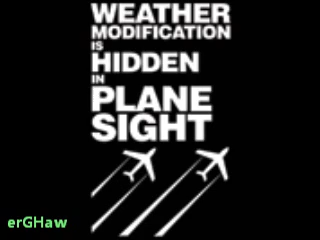 WEATHER
MODIFICATION
IS
HIDDEN
IN
PLANE
SIGHT
erGHaw